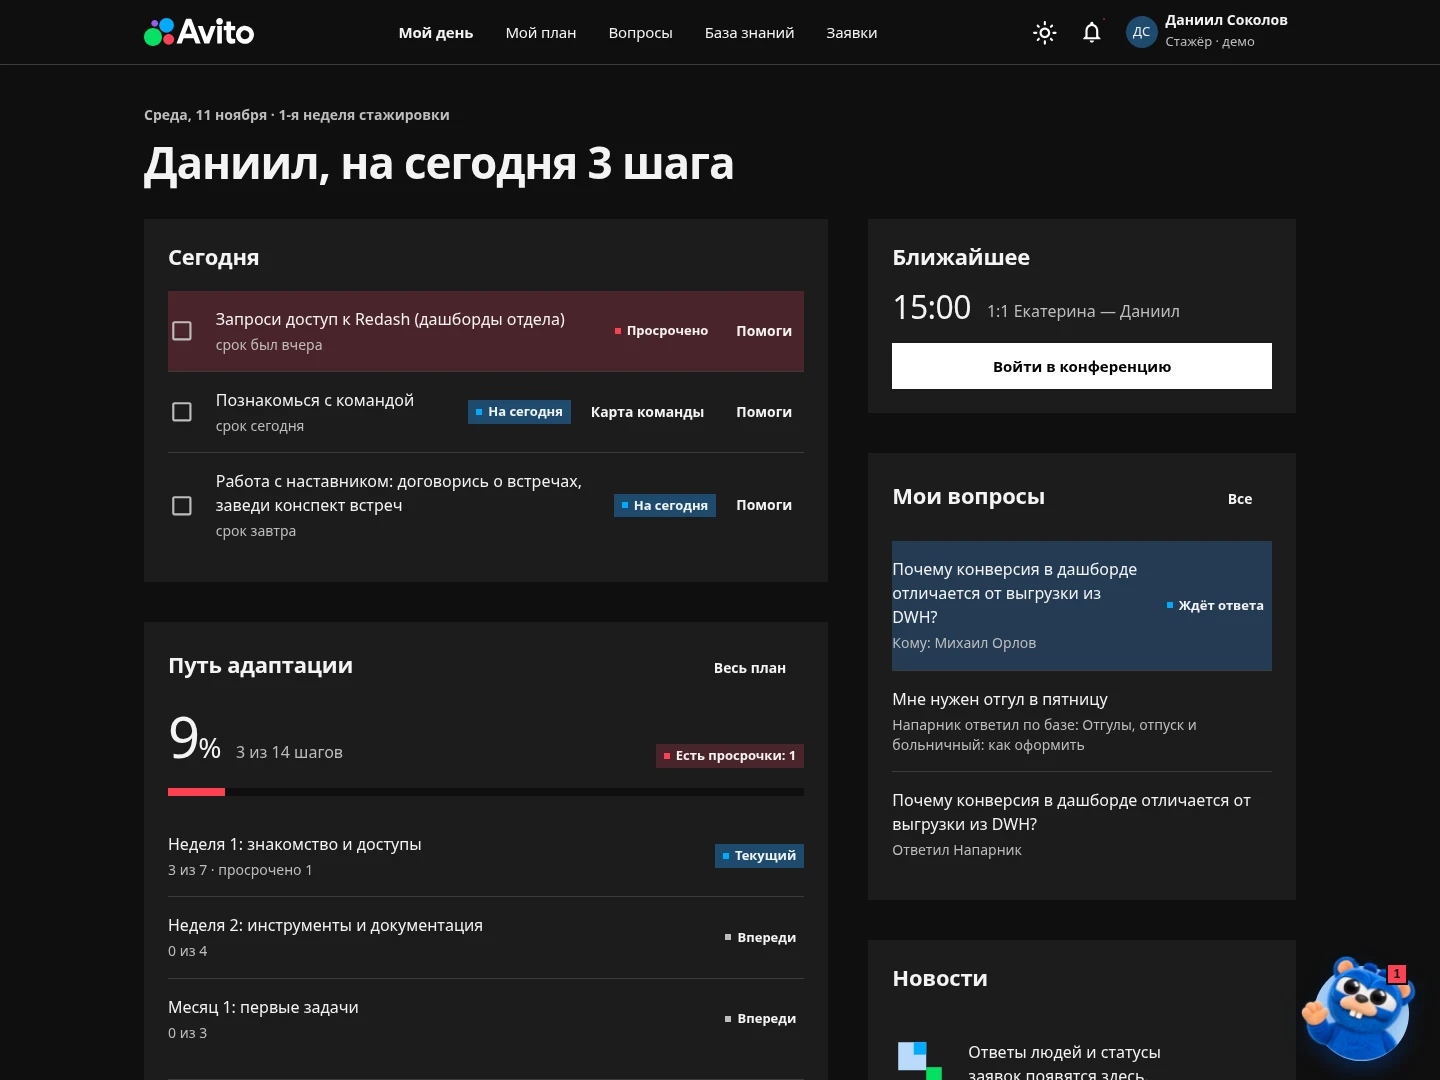 Avito
Мой день
Мой план
Вопросы
База знаний
Заявки
ДС
Даниил Соколов
Стажёр · демо
Среда, 11 ноября · 1-я неделя стажировки
Даниил, на сегодня 3 шага
Сегодня
Запроси доступ к Redash (дашборды отдела)
срок был вчера
Просрочено
Помоги
Познакомься с командой
срок сегодня
На сегодня
Карта команды
Помоги
Работа с наставником: договорись о встречах,
заведи конспект встреч
срок завтра
На сегодня
Помоги
Путь адаптации
Весь план
9%
3 из 14 шагов
Есть просрочки: 1
Неделя 1: знакомство и доступы
3 из 7 · просрочено 1
Текущий
Неделя 2: инструменты и документация
0 из 4
Впереди
Месяц 1: первые задачи
0 из 3
Впереди
Ближайшее
15:00
1:1 Екатерина — Даниил
Войти в конференцию
Мои вопросы
Все
Почему конверсия в дашборде
отличается от выгрузки из
DWH?
Кому: Михаил Орлов
Ждёт ответа
Мне нужен отгул в пятницу
Напарник ответил по базе: Отгулы, отпуск и
больничный: как оформить
Почему конверсия в дашборде отличается от
выгрузки из DWH?
Ответил Напарник
Новости
Ответы людей и статусы
заявок появятся здесь
1